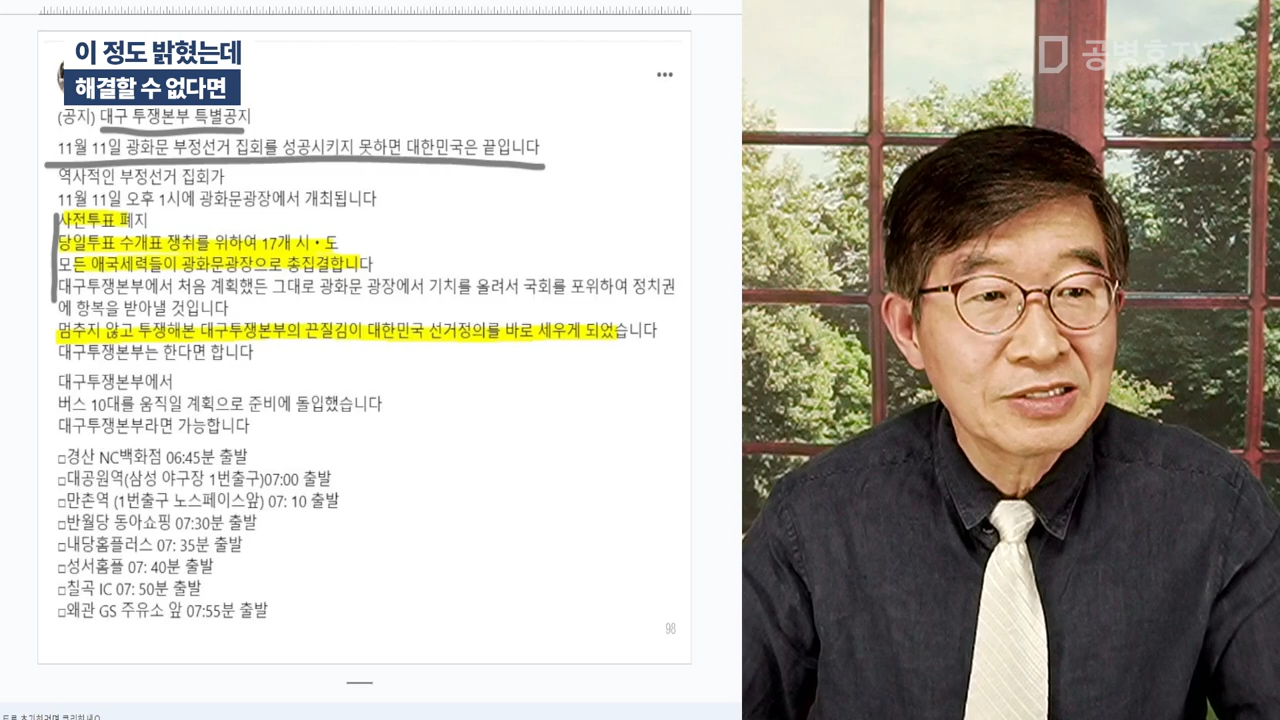 이 정도 밝혔는데
해결할 수 없다면
공병호TV
(공지) 대구 투쟁본부 특별공지
11월 11일 광화문 부정선거 집회를 성공시키지 못하면 대한민국은 끝입니다
역사적인 부정선거 집회가
11월 11일 오후 1시에 광화문광장에서 개최됩니다
사전투표 폐지
당일투표 수개표 쟁취를 위하여 17개 시•도
모든 애국세력들이 광화문광장으로 총집결합니다
대구투쟁본부에서 처음 계획했든 그대로 광화문 광장에서 기치를 올려서 국회를 포위하여 정치권
에 항복을 받아낼 것입니다
멈추지 않고 투쟁해본 대구투쟁본부의 끈질김이 대한민국 선거정의를 바로 세우게 되었습니다
대구투쟁본부는 한다면 합니다
대구투쟁본부에서
버스 10대를 움직일 계획으로 준비에 돌입했습니다
대구투쟁본부라면 가능합니다
□경산 NC백화점 06:45분 출발
□대공원역(삼성 야구장 1번출구)07:00 출발
□만촌역 (1번출구 노스페이스앞) 07: 10 출발
□반월당 동아쇼핑 07:30분 출발
□내당홈플러스 07: 35분 출발
□성서홈플 07: 40분 출발
□칠곡 IC 07: 50분 출발
□왜관 GS 주유소 앞 07:55분 출발
98